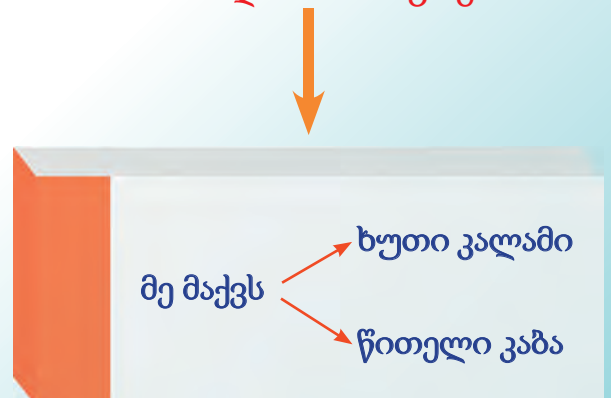 ხუთი კალამი
მე მაქვს
წითელი კაბა